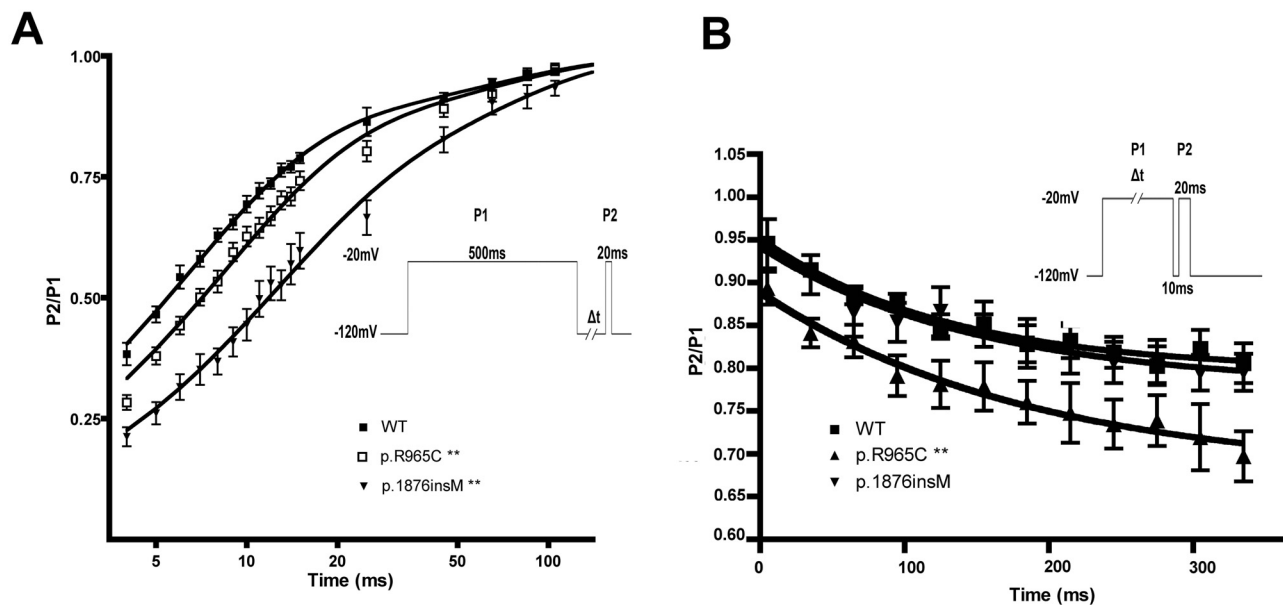 A
1.00
0.75
0.50
0.25
0.00
P2/P1
5
10
20
50
100
Time (ms)
P1
P2
500ms
20ms
-20mV
-120mV
Δt
WT
p.R965C **
p.1876insM **
B
1.05
1.00
0.95
0.90
0.85
0.80
0.75
0.70
0.65
0.60
P2/P1
0
100
200
300
Time (ms)
P1 P2
Δt
20ms
-20mV
-120mV
10ms
WT
p.R965C **
p.1876insM